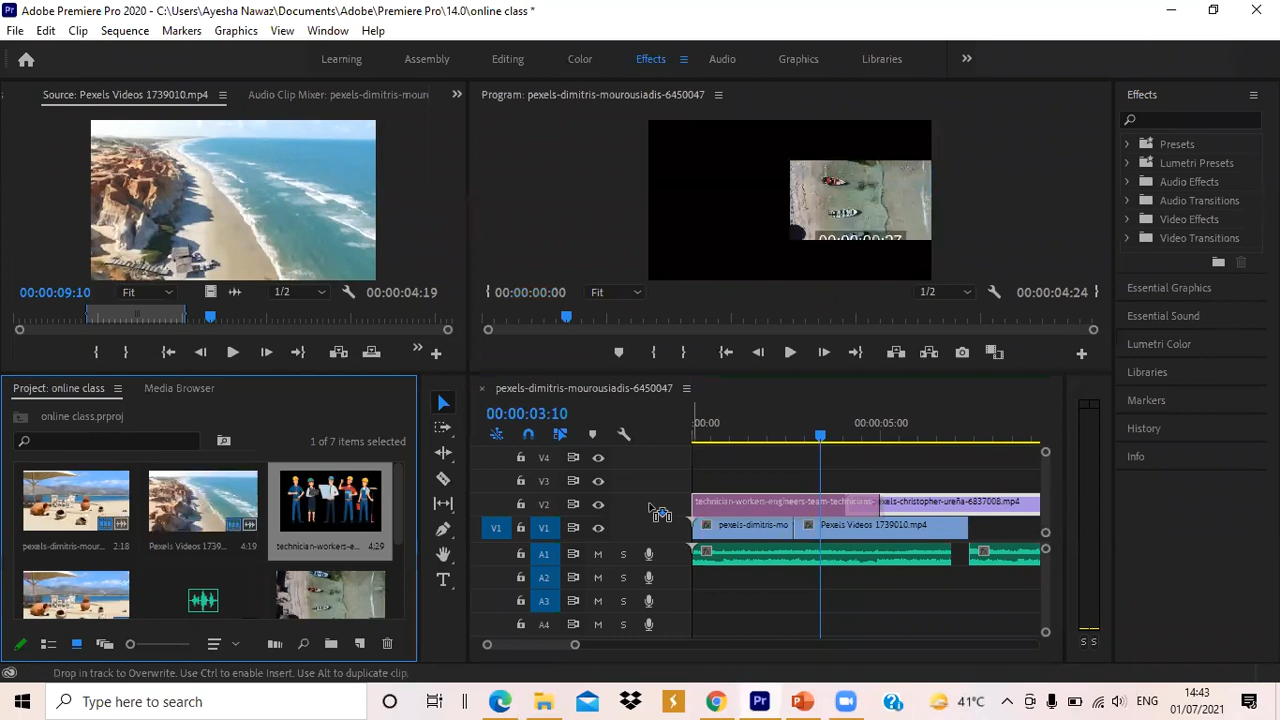 Adobe Premiere Pro 2020 - C:\Users\Ayesha Nawaz\Documents\Adobe\Premiere Pro\14.0\online class *
File Edit Clip Sequence Markers Graphics View Window Help
Learning Assembly Editing Color Effects Audio Graphics Libraries
Source: Pexels Videos 1739010.mp4 Audio Clip Mixer: pexels-dimitris-mour
Program: pexels-dimitris-mourousiadis-6450047
Effects
Presets
Lumetri Presets
Audio Effects
Audio Transitions
Video Effects
Video Transitions
Essential Graphics
Essential Sound
Lumetri Color
Libraries
Markers
History
Events
Info
00:00:09:10 Fit 1/2 00:00:04:19
00:00:00:00 Fit 1/2 00:00:04:24
Project: online class Media Browser
online class.prproj
1 of 7 items selected
pexels-dimitris-mour... 2:18
Pexels Videos 1739... 4:19
technician-workers-e... 4:29
pexels-dimitris-mourousiadis-6450047
00:00:03:10
:00:00 00:00:05:00
V4
V3
V2 technician-workers-engineers-team-technicians- exels-christopher-ureña-6837008.mp4
V1 V1 pexels-dimitris-mo Pexels Videos 1739010.mp4
A1 M S
A2 M S
A3 M S
A4 M S
S S
Drop in track to Overwrite. Use Ctrl to enable Insert. Use Alt to duplicate clip.
Type here to search
41°C ENG 14:43 01/07/2021